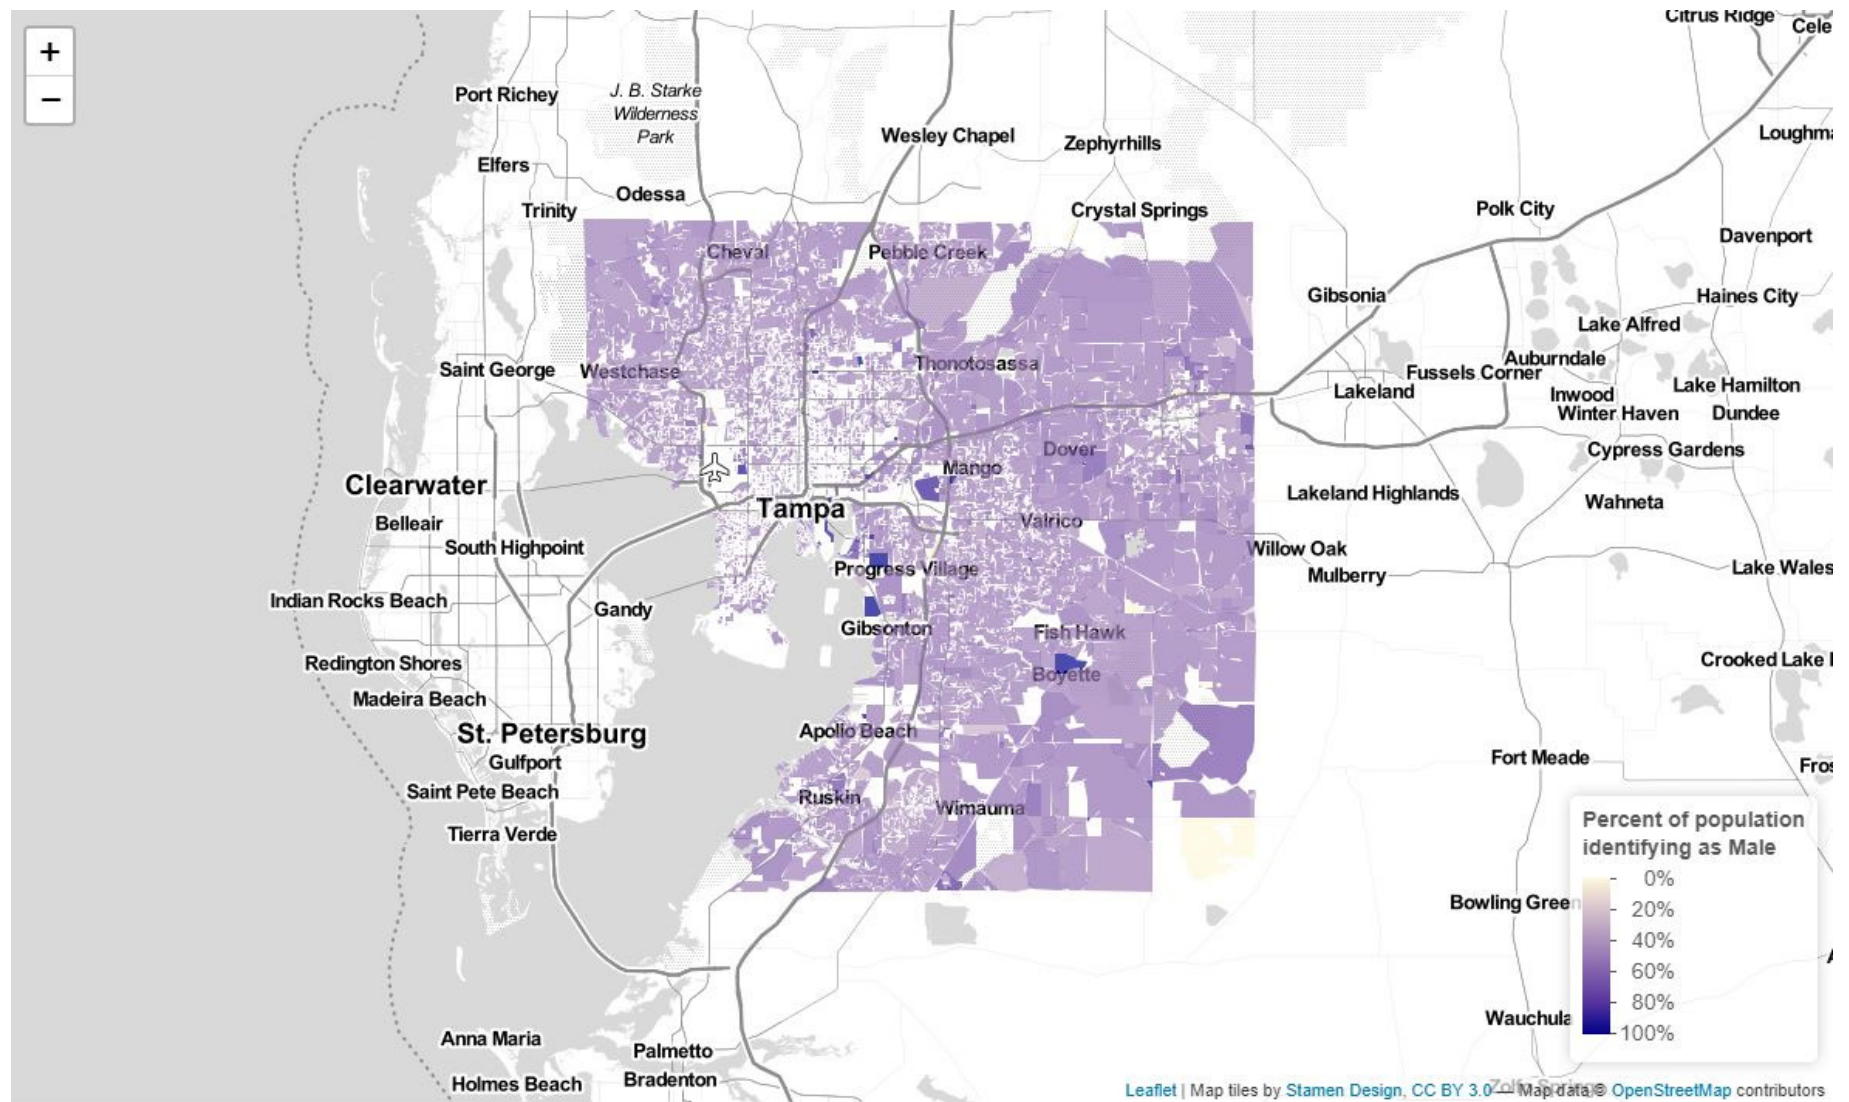 +
−
Citrus Ridge
Cele
Port Richey
J. B. Starke
Wilderness
Park
Wesley Chapel
Zephyrhills
Loughma
Elfers
Odessa
Trinity
Crystal Springs
Polk City
Davenport
Cheval
Pebble Creek
Gibsonia
Haines City
Lake Alfred
Saint George
Westchase
Thonotosassa
Auburndale
Fussels Corner
Lakeland
Inwood
Lake Hamilton
Winter Haven
Dundee
Dover
Cypress Gardens
Mango
Clearwater
Lakeland Highlands
Wahneta
Tampa
Belleair
Valrico
South Highpoint
Willow Oak
Progress Village
Mulberry
Lake Wales
Indian Rocks Beach
Gandy
Gibsonton
Fish Hawk
Redington Shores
Crooked Lake
Boyette
Madeira Beach
Apollo Beach
St. Petersburg
Gulfport
Fort Meade
Fros
Saint Pete Beach
Ruskin
Wimauma
Tierra Verde
Percent of population
identifying as Male
0%
20%
40%
60%
80%
100%
Bowling Green
Wauchula
Anna Maria
Palmetto
Holmes Beach
Bradenton
Leaflet | Map tiles by Stamen Design, CC BY 3.0 — Map data © OpenStreetMap contributors